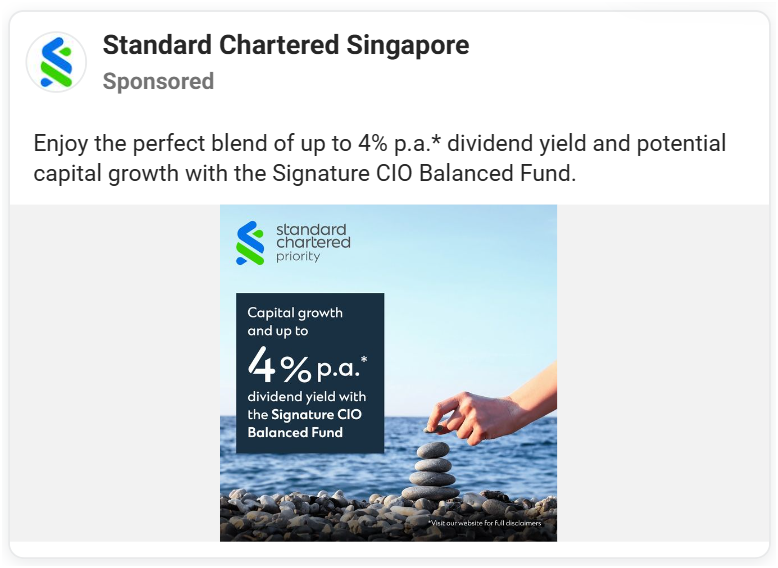 Standard Chartered Singapore
Sponsored
Enjoy the perfect blend of up to 4% p.a.* dividend yield and potential
capital growth with the Signature CIO Balanced Fund.
standard
chartered
priority
Capital growth
and up to
4% p.a.*
dividend yield with
the Signature CIO
Balanced Fund
*Visit our website for full disclaimers